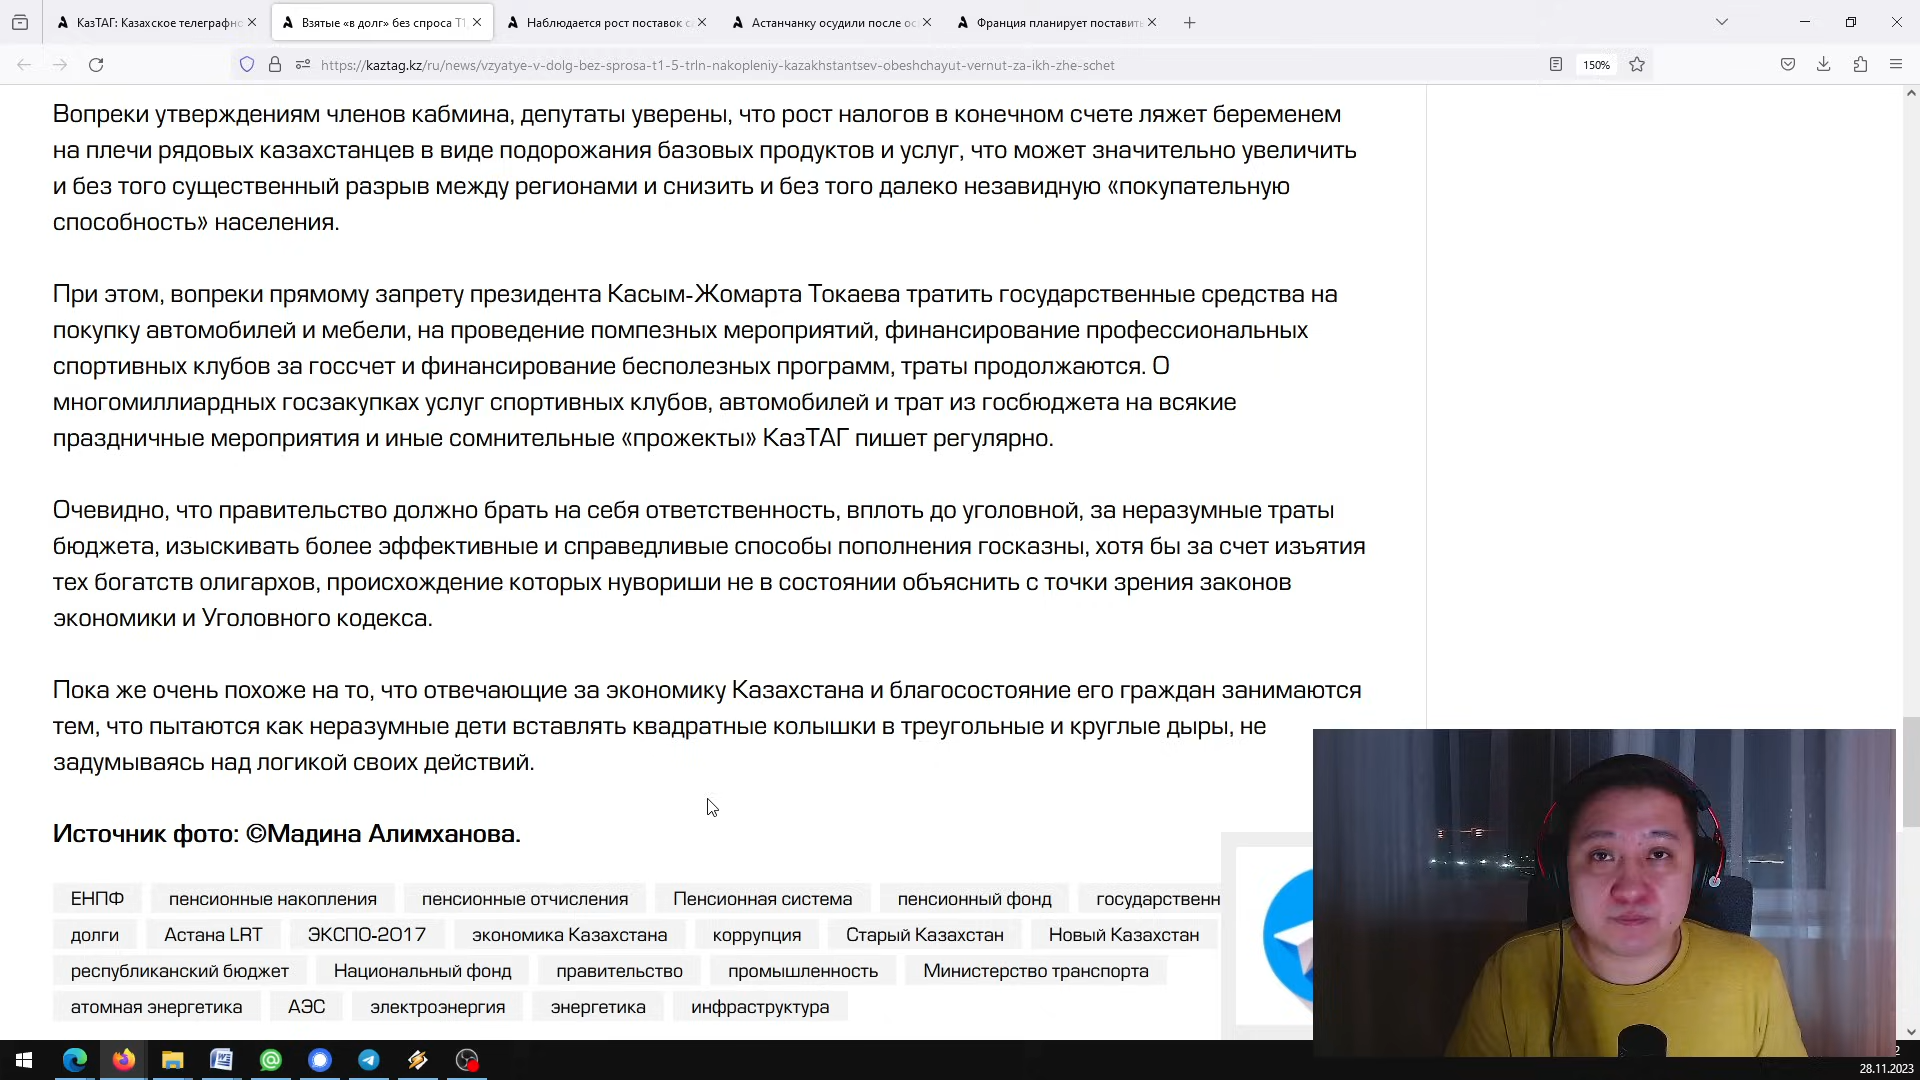 КазТАГ: Казахское телеграфн
Взятые «в долг» без спроса Т1
Наблюдается рост поставок с
Астанчанку осудили после ос
Франция планирует поставить
https://kaztag.kz/ru/news/vzyatye-v-dolg-bez-sprosa-t1-5-trln-nakopleniy-kazakhstantsev-obeshchayut-vernut-za-ikh-zhe-schet
150%
Вопреки утверждениям членов кабмина, депутаты уверены, что рост налогов в конечном счете ляжет беременем
на плечи рядовых казахстанцев в виде подорожания базовых продуктов и услуг, что может значительно увеличить
и без того существенный разрыв между регионами и снизить и без того далеко незавидную «покупательную
способность» населения.
При этом, вопреки прямому запрету президента Касым-Жомарта Токаева тратить государственные средства на
покупку автомобилей и мебели, на проведение помпезных мероприятий, финансирование профессиональных
спортивных клубов за госсчет и финансирование бесполезных программ, траты продолжаются. О
многомиллиардных госзакупках услуг спортивных клубов, автомобилей и трат из госбюджета на всякие
праздничные мероприятия и иные сомнительные «прожекты» КазТАГ пишет регулярно.
Очевидно, что правительство должно брать на себя ответственность, вплоть до уголовной, за неразумные траты
бюджета, изыскивать более эффективные и справедливые способы пополнения госказны, хотя бы за счет изъятия
тех богатств олигархов, происхождение которых нувориши не в состоянии объяснить с точки зрения законов
экономики и Уголовного кодекса.
Пока же очень похоже на то, что отвечающие за экономику Казахстана и благосостояние его граждан занимаются
тем, что пытаются как неразумные дети вставлять квадратные колышки в треугольные и круглые дыры, не
задумываясь над логикой своих действий.
Источник фото: ©Мадина Алимханова.
ЕНПФ пенсионные накопления пенсионные отчисления Пенсионная система пенсионный фонд государственн
долги Астана LRT ЭКСПО-2017 экономика Казахстана коррупция Старый Казахстан Новый Казахстан
республиканский бюджет Национальный фонд правительство промышленность Министерство транспорта
атомная энергетика АЭС электроэнергия энергетика инфраструктура
28.11.2023